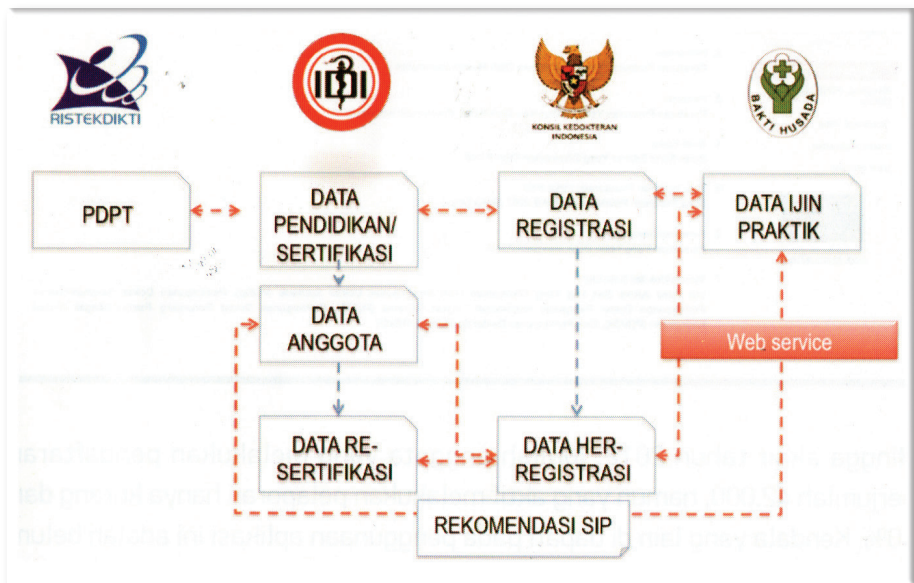 RISTEKDIKTI
IDI
KONSIL KEDOKTERAN
INDONESIA
BAKTI HUSADA
PDPT
DATA
PENDIDIKAN/
SERTIFIKASI
DATA
REGISTRASI
DATA IJIN
PRAKTIK
DATA
ANGGOTA
Web service
DATA RE-
SERTIFIKASI
DATA HER-
REGISTRASI
REKOMENDASI SIP